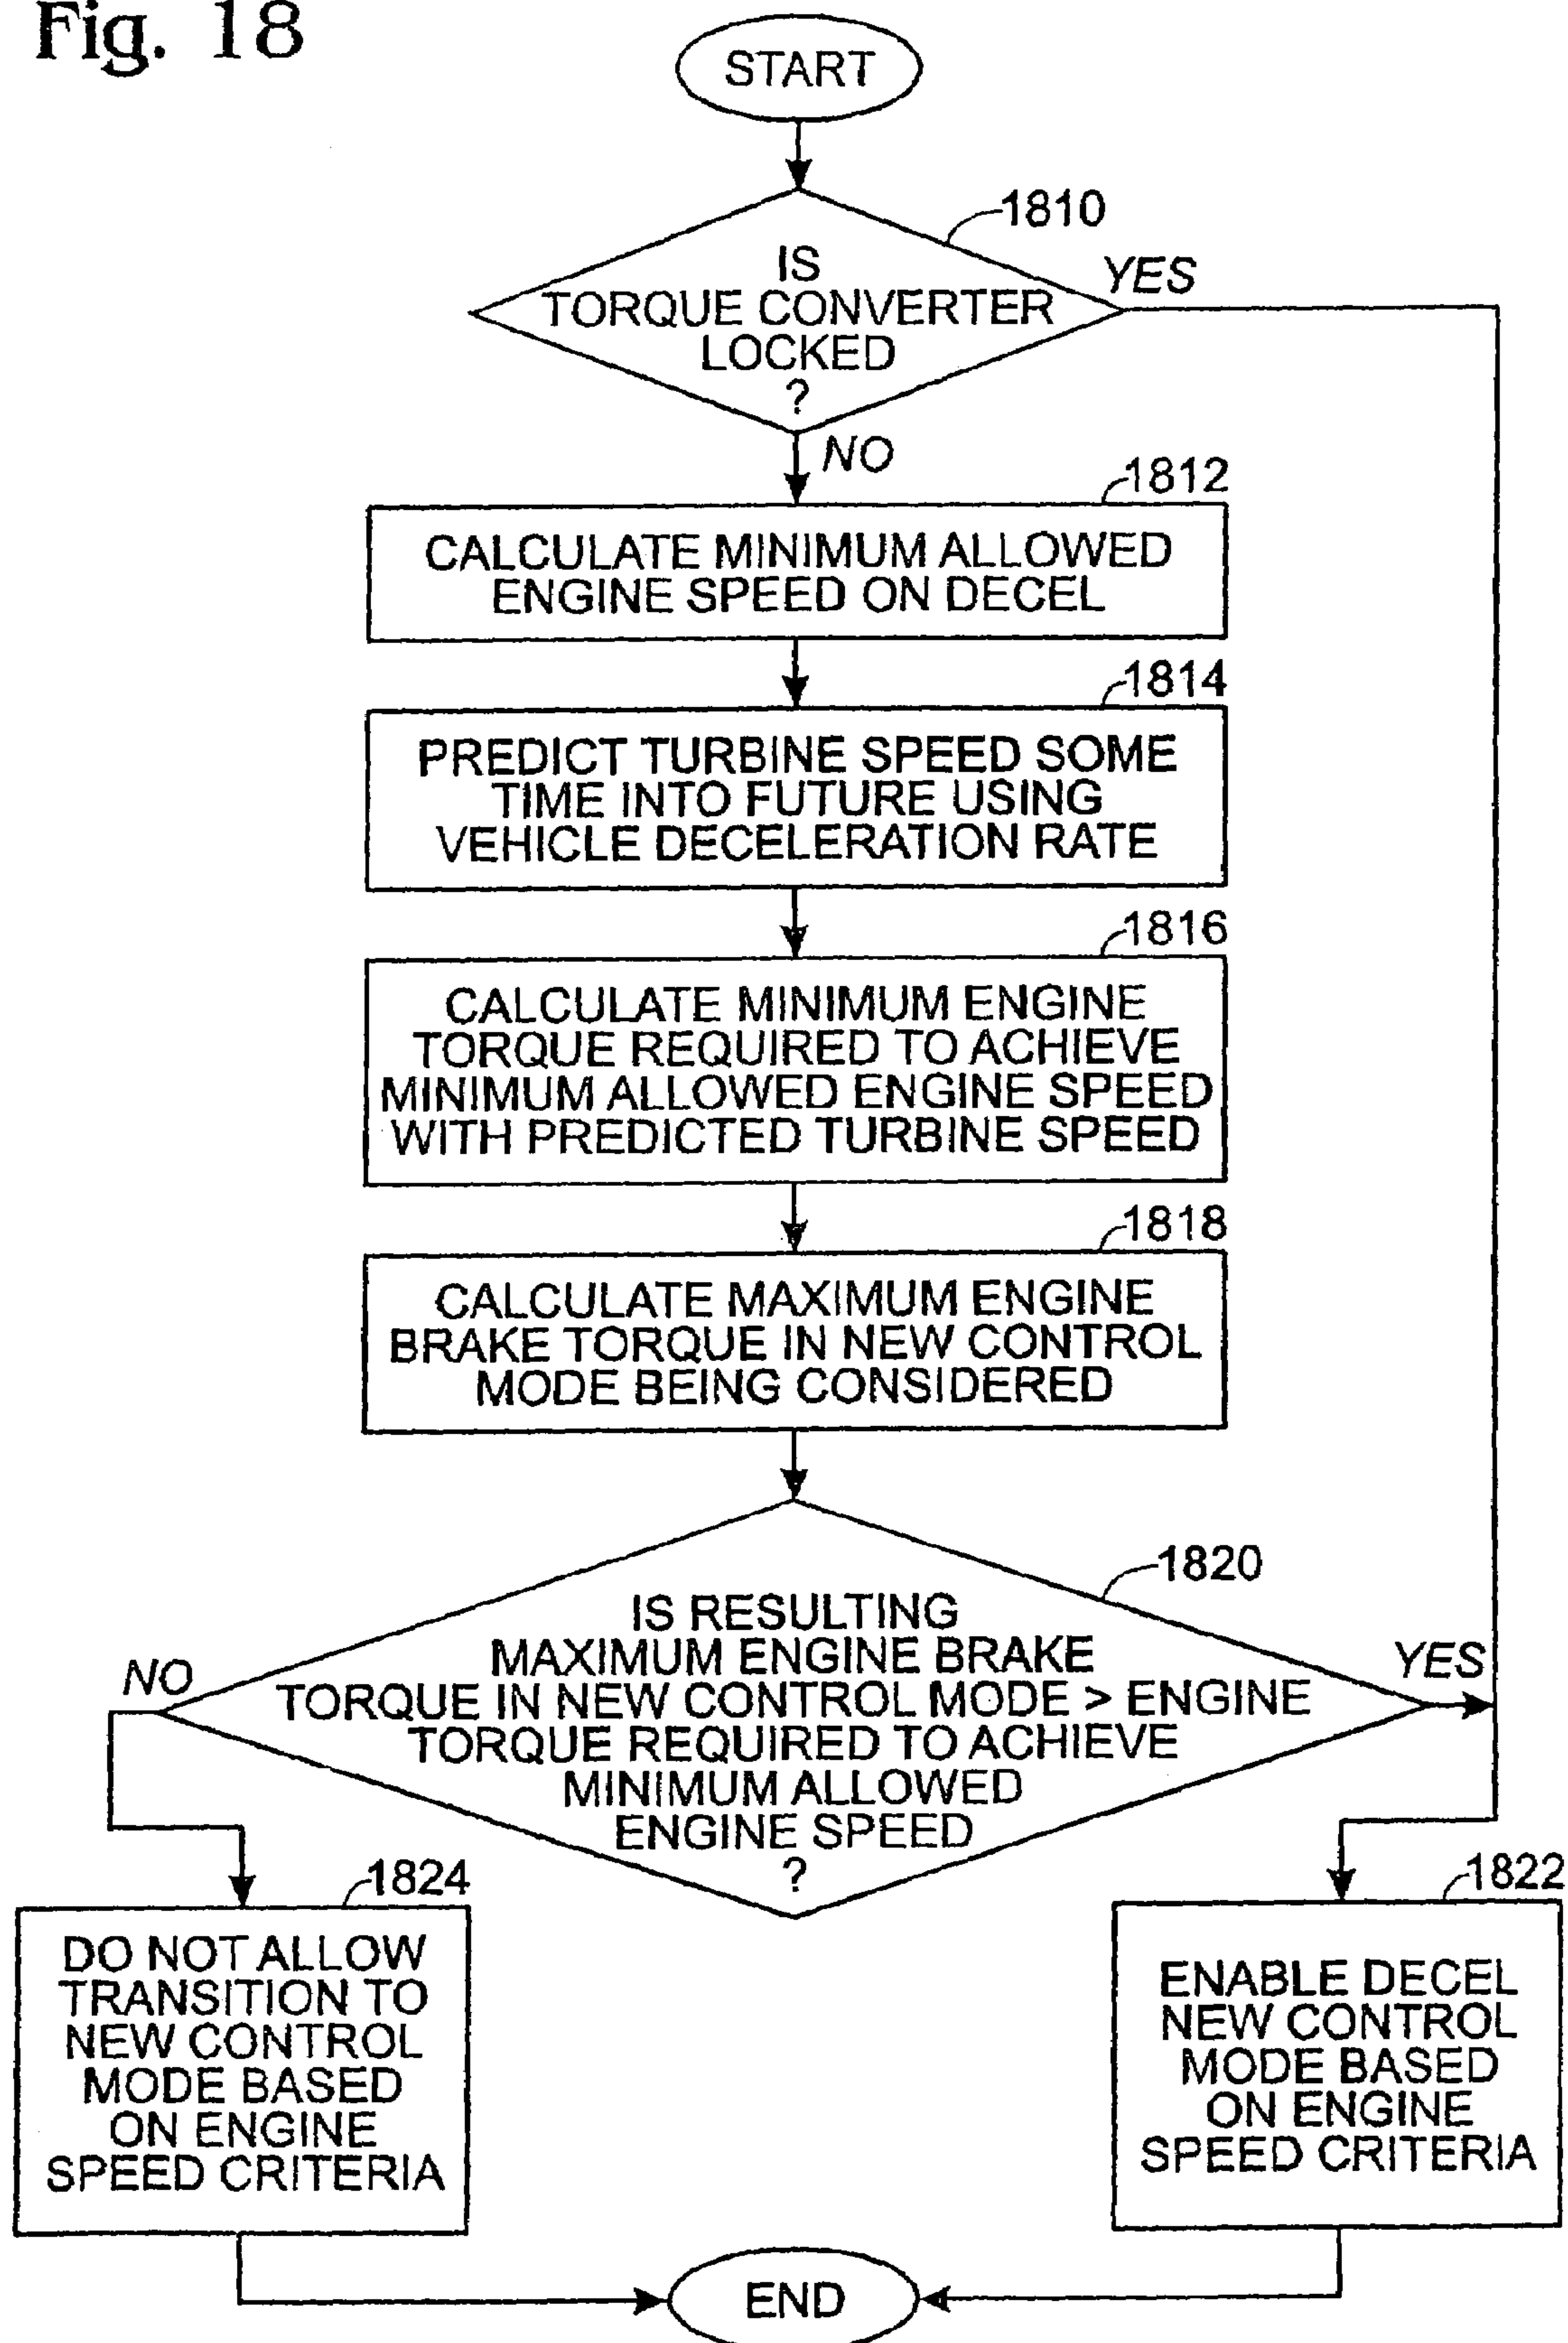 Fig. 18
START
1810
IS
TORQUE CONVERTER
LOCKED
?
YES
NO
1812
CALCULATE MINIMUM ALLOWED
ENGINE SPEED ON DECEL
1814
PREDICT TURBINE SPEED SOME
TIME INTO FUTURE USING
VEHICLE DECELERATION RATE
1816
CALCULATE MINIMUM ENGINE
TORQUE REQUIRED TO ACHIEVE
MINIMUM ALLOWED ENGINE SPEED
WITH PREDICTED TURBINE SPEED
1818
CALCULATE MAXIMUM ENGINE
BRAKE TORQUE IN NEW CONTROL
MODE BEING CONSIDERED
1820
IS RESULTING
MAXIMUM ENGINE BRAKE
TORQUE IN NEW CONTROL MODE > ENGINE
TORQUE REQUIRED TO ACHIEVE
MINIMUM ALLOWED
ENGINE SPEED
?
NO
YES
1824
DO NOT ALLOW
TRANSITION TO
NEW CONTROL
MODE BASED
ON ENGINE
SPEED CRITERIA
1822
ENABLE DECEL
NEW CONTROL
MODE BASED
ON ENGINE
SPEED CRITERIA
END